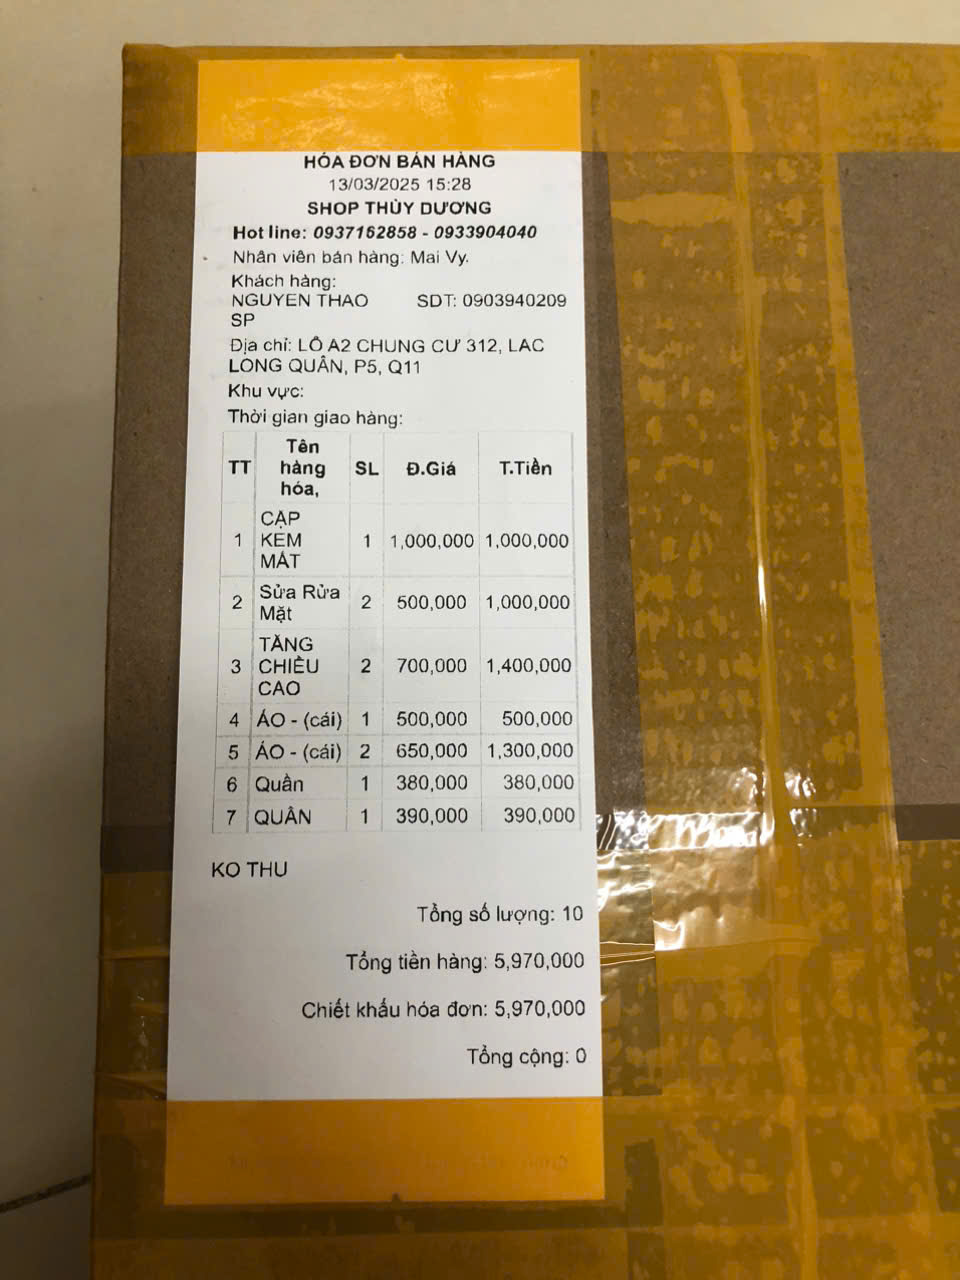 HÓA ĐƠN BÁN HÀNG
13/03/2025 15:28
SHOP THÙY DƯƠNG
Hot line: 0937162858 - 0933904040
Nhân viên bán hàng: Mai Vy.
Khách hàng:
NGUYEN THAO SDT: 0903940209
SP
Địa chỉ: LÔ A2 CHUNG CƯ 312, LAC
LONG QUÂN, P5, Q11
Khu vực:
Thời gian giao hàng:
TT Tên hàng hóa, SL Đ.Giá T.Tiền
1 CẶP KEM MẮT 1 1,000,000 1,000,000
2 Sửa Rửa Mặt 2 500,000 1,000,000
3 TĂNG CHIỀU CAO 2 700,000 1,400,000
4 ÁO - (cái) 1 500,000 500,000
5 ÁO - (cái) 2 650,000 1,300,000
6 Quần 1 380,000 380,000
7 QUẦN 1 390,000 390,000
KO THU
Tổng số lượng: 10
Tổng tiền hàng: 5,970,000
Chiết khấu hóa đơn: 5,970,000
Tổng cộng: 0